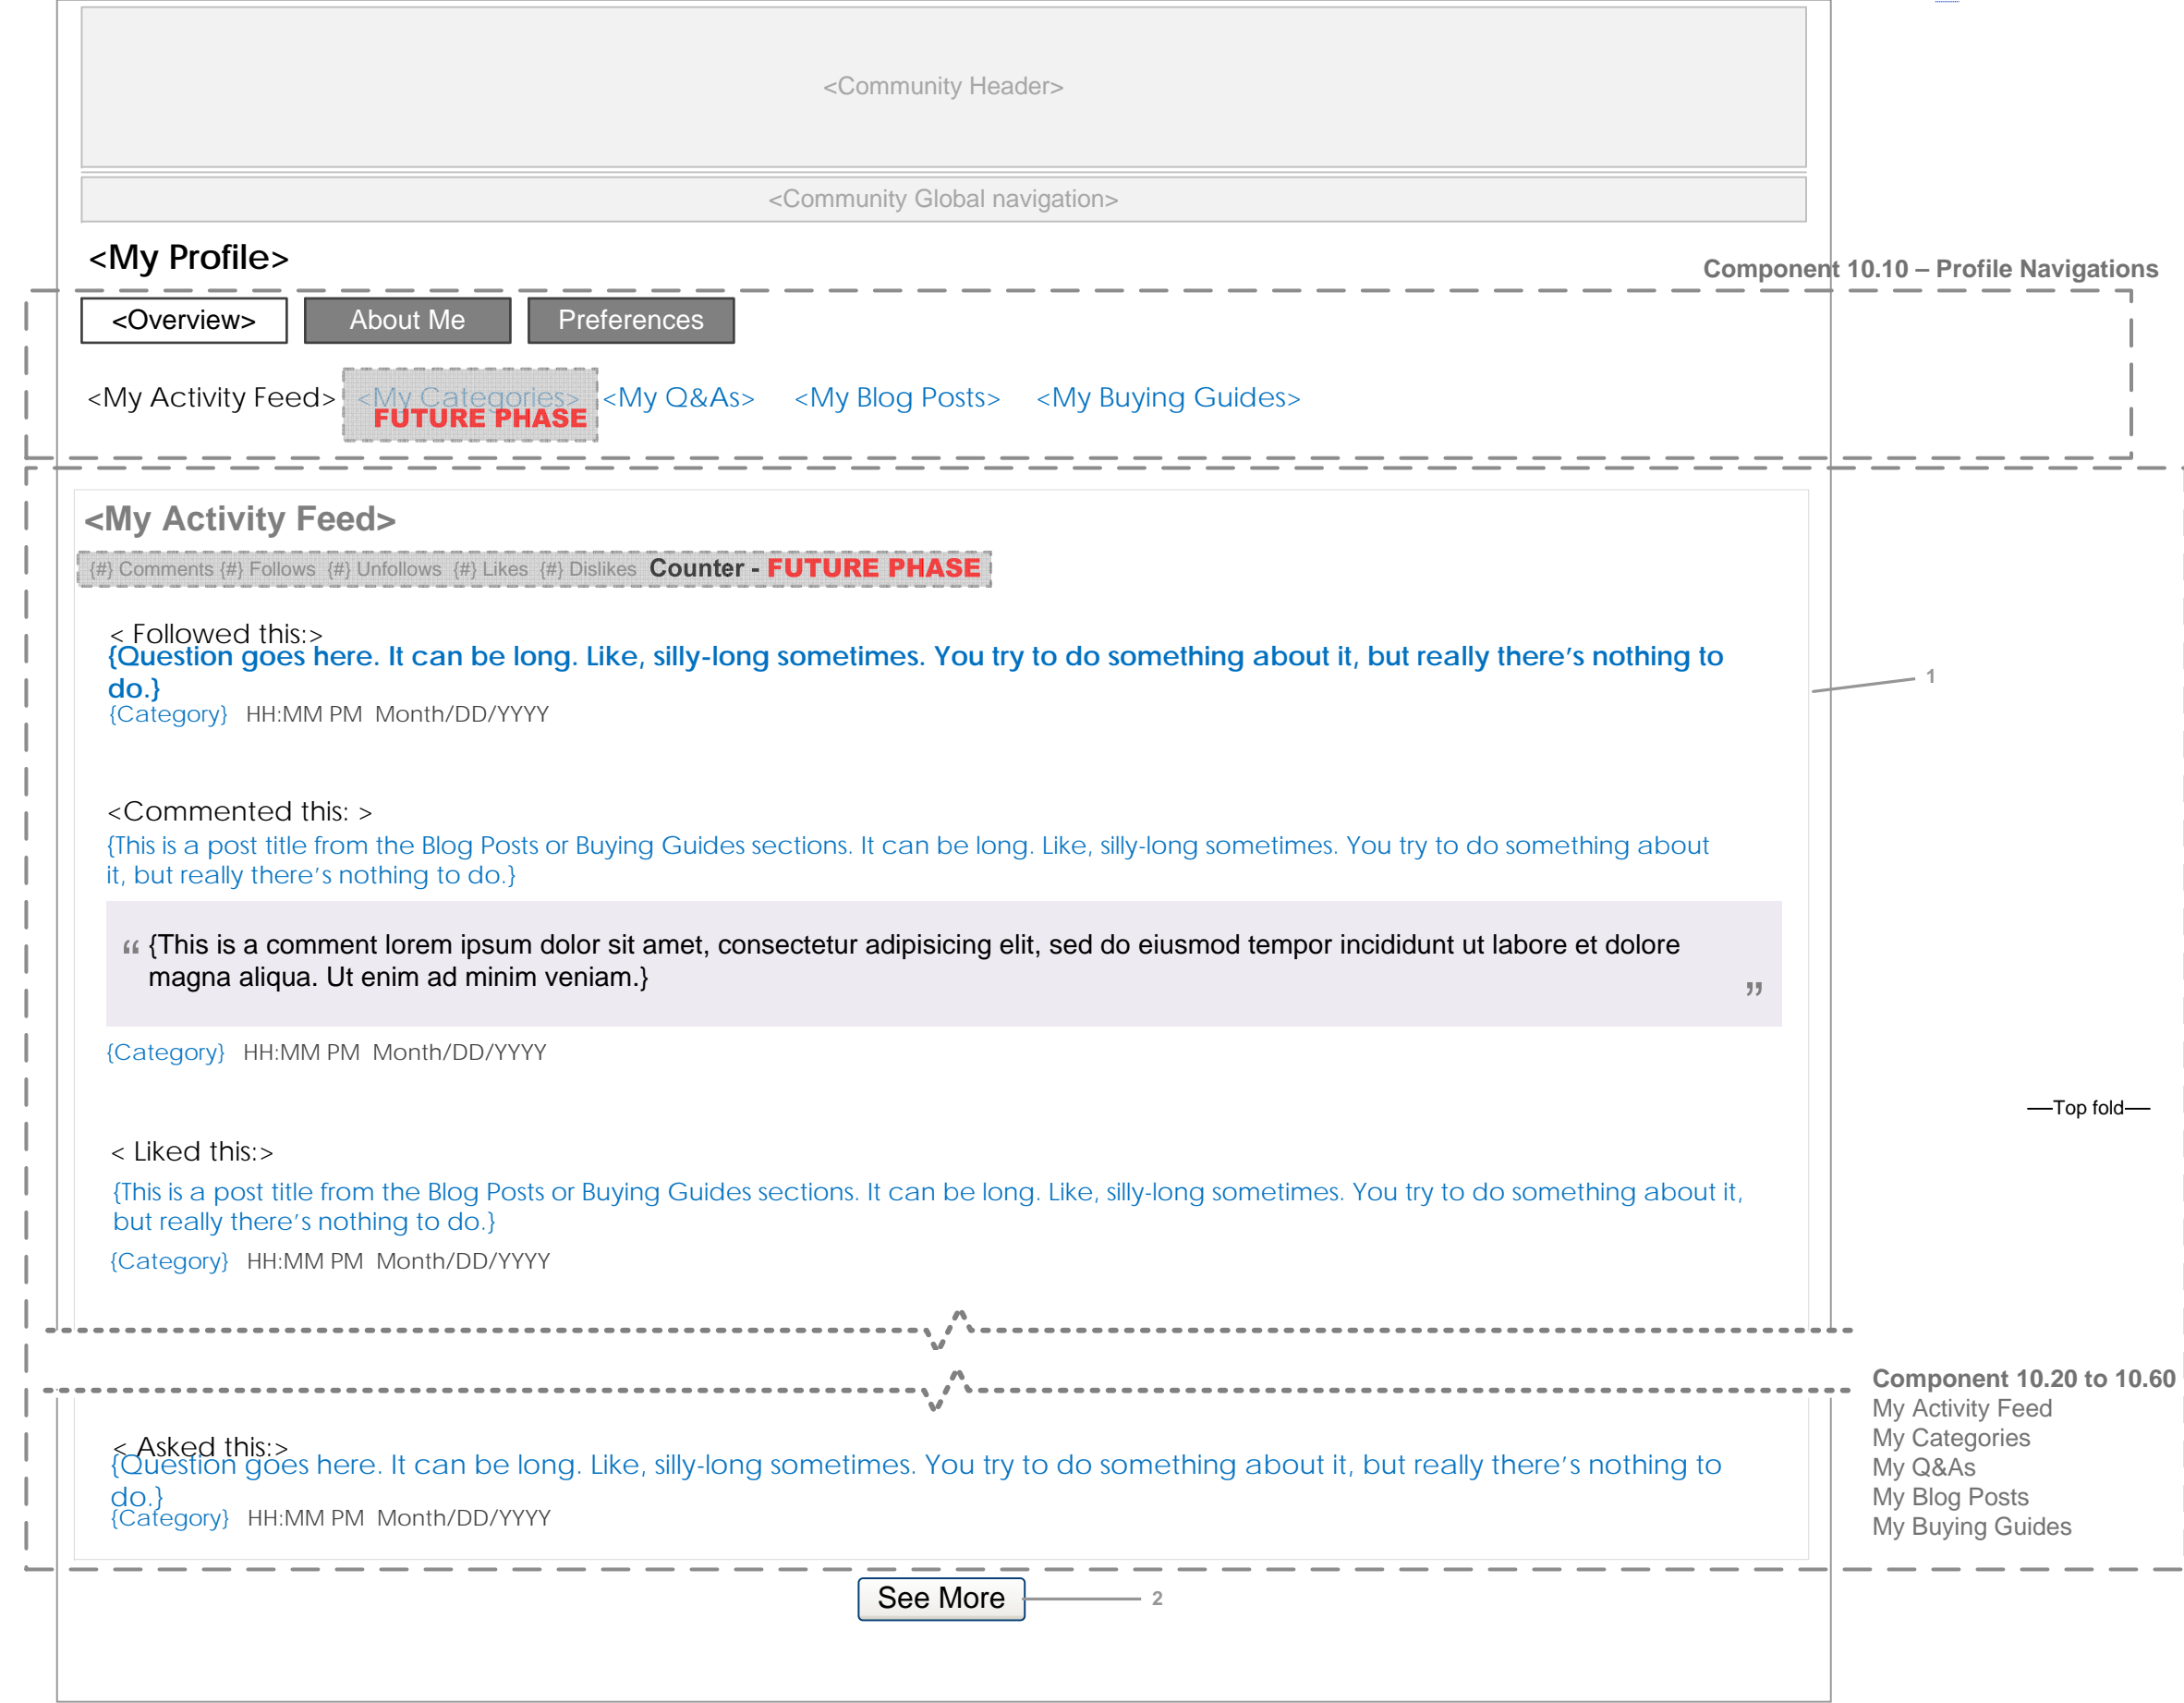 <Community Header>
<Community Global navigation>
<My Profile>
Component 10.10 – Profile Navigations
<Overview> About Me Preferences
<My Activity Feed> <My Categories> <My Q&As> <My Blog Posts> <My Buying Guides>
FUTURE PHASE
<My Activity Feed>
{#} Comments {#} Follows {#} Unfollows {#} Likes {#} Dislikes Counter - FUTURE PHASE
< Followed this:>
{Question goes here. It can be long. Like, silly-long sometimes. You try to do something about it, but really there's nothing to
do.}
1
{Category} HH:MM PM Month/DD/YYYY
<Commented this: >
{This is a post title from the Blog Posts or Buying Guides sections. It can be long. Like, silly-long sometimes. You try to do something about
it, but really there's nothing to do.}
“ {This is a comment lorem ipsum dolor sit amet, consectetur adipisicing elit, sed do eiusmod tempor incididunt ut labore et dolore
magna aliqua. Ut enim ad minim veniam.}
”
{Category} HH:MM PM Month/DD/YYYY
—Top fold—
< Liked this:>
{This is a post title from the Blog Posts or Buying Guides sections. It can be long. Like, silly-long sometimes. You try to do something about it,
but really there's nothing to do.}
{Category} HH:MM PM Month/DD/YYYY
< Asked this:>
{Question goes here. It can be long. Like, silly-long sometimes. You try to do something about it, but really there's nothing to
do.}
{Category} HH:MM PM Month/DD/YYYY
Component 10.20 to 10.60
My Activity Feed
My Categories
My Q&As
My Blog Posts
My Buying Guides
See More
2